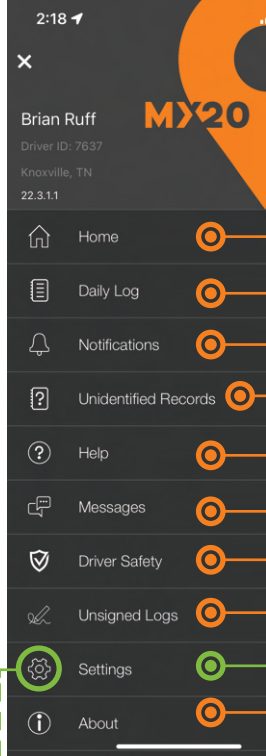 2:18
MY20
Brian Ruff
Driver ID: 7637
Knoxville, TN
22.3.1.1
Home
Daily Log
Notifications
Unidentified Records
Help
Messages
Driver Safety
Unsigned Logs
Settings
About